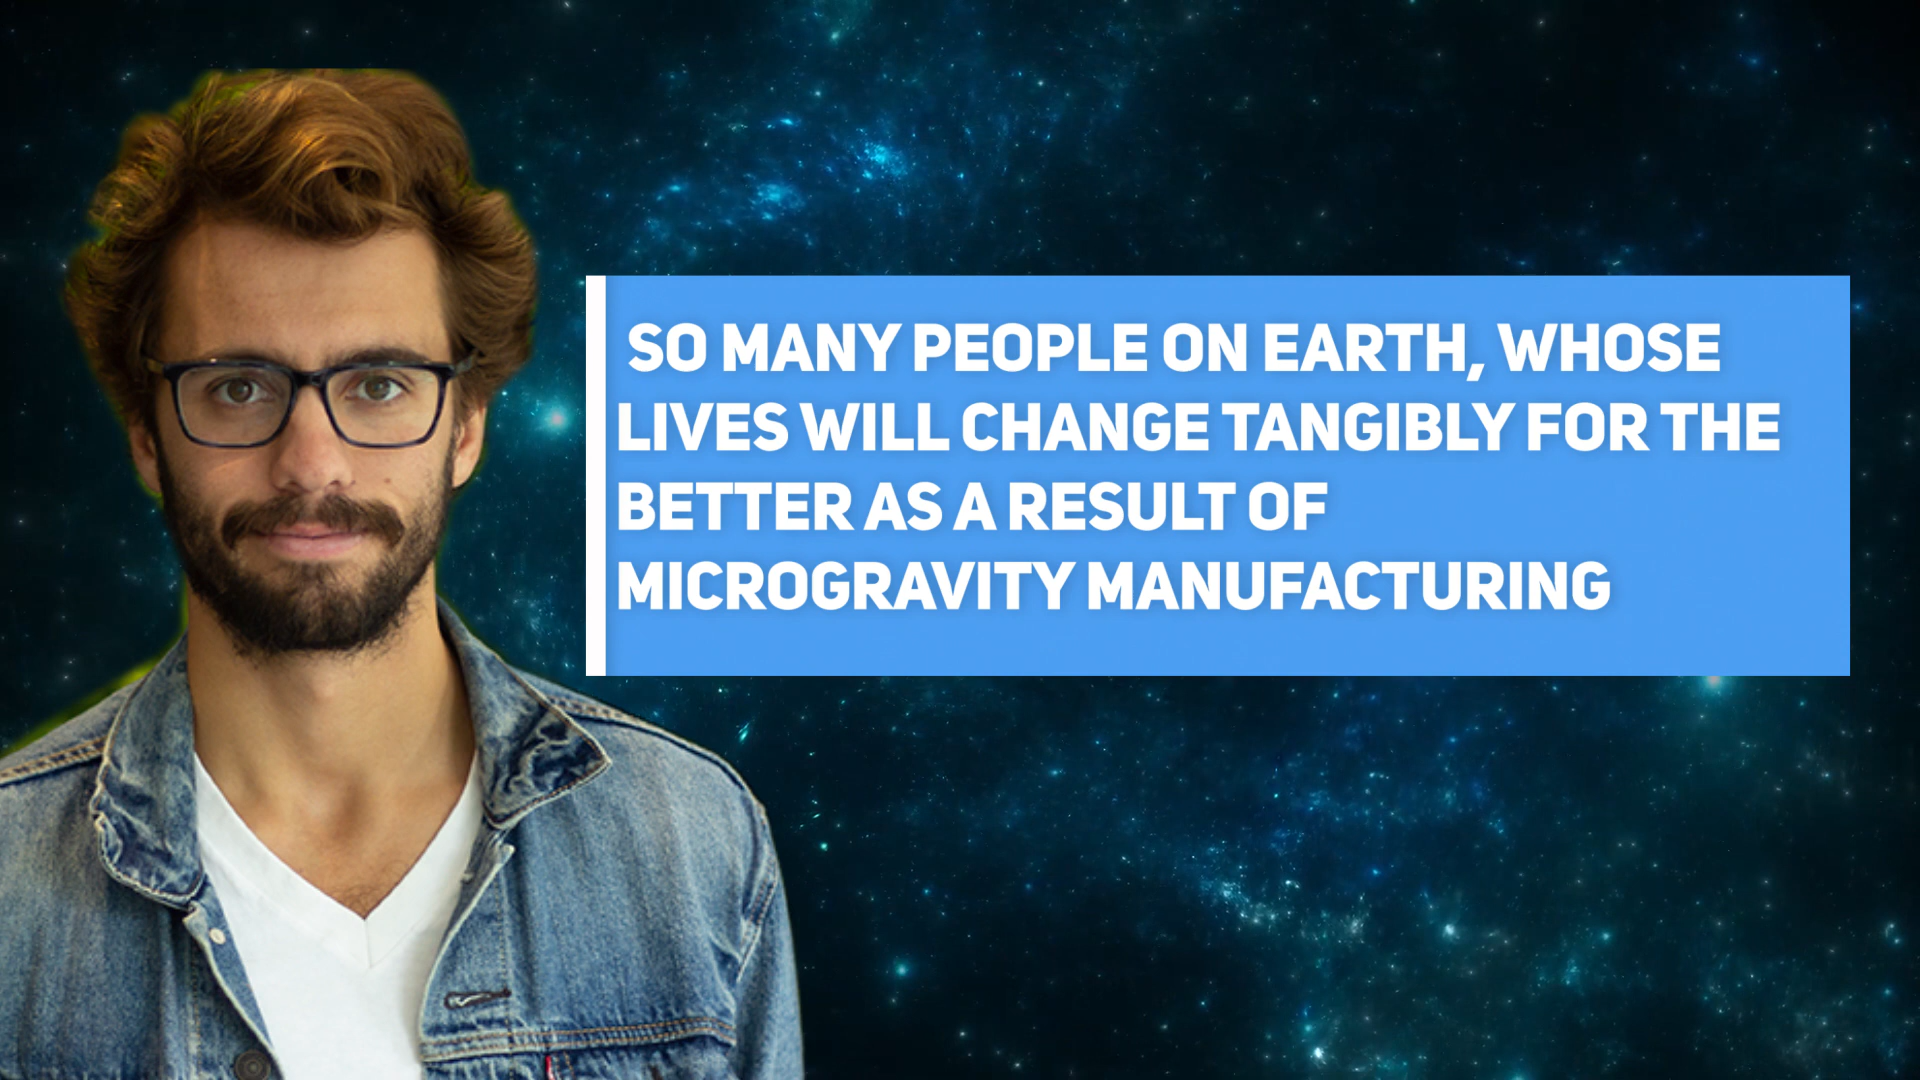 SO MANY PEOPLE ON EARTH, WHOSE
LIVES WILL CHANGE TANGIBLY FOR THE
BETTER AS A RESULT OF
MICROGRAVITY MANUFACTURING